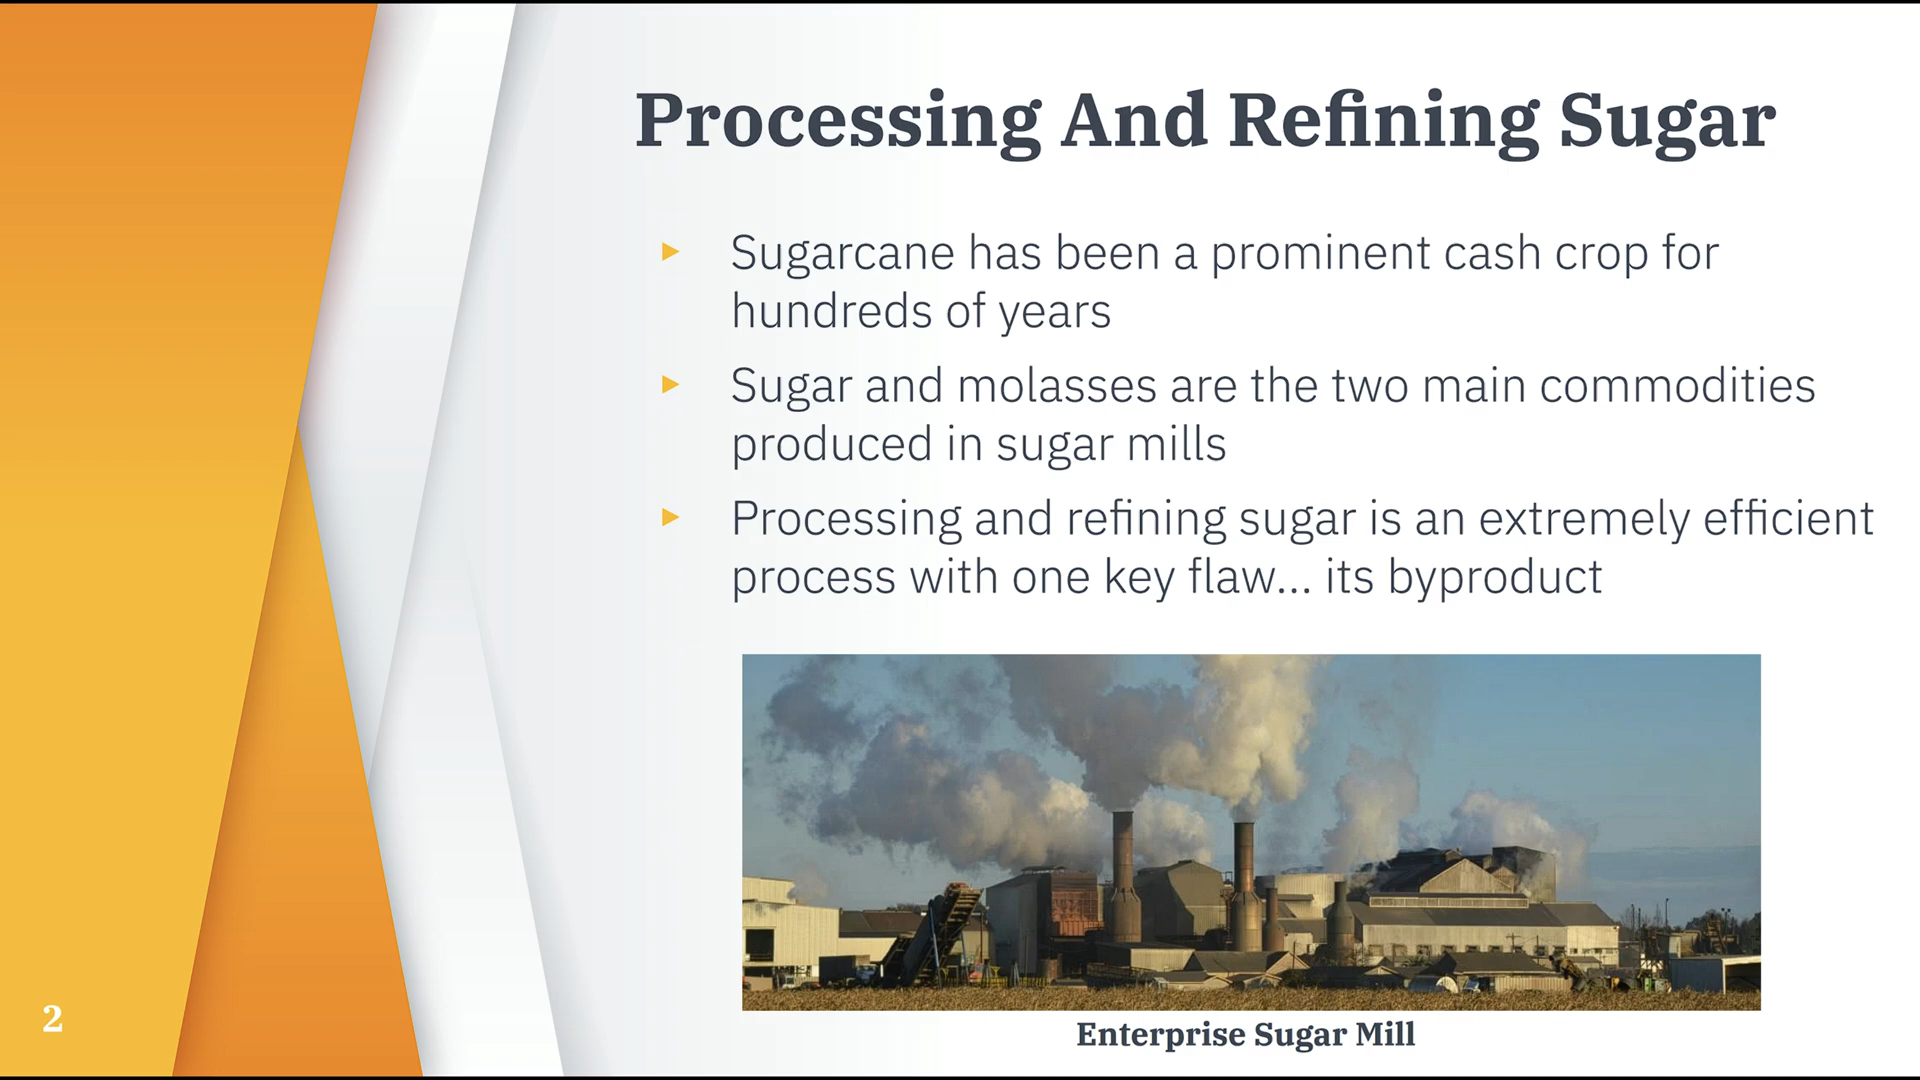 Processing And Refining Sugar
Sugarcane has been a prominent cash crop for
hundreds of years
Sugar and molasses are the two main commodities
produced in sugar mills
Processing and refining sugar is an extremely efficient
process with one key flaw... its byproduct
Enterprise Sugar Mill
2